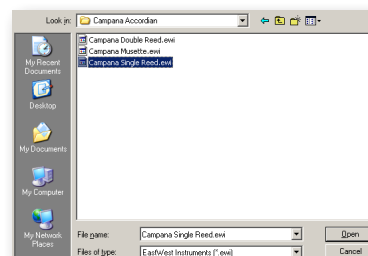 Look in: Campana Accordian
Campana Double Reed.ewi
Campana Musette.ewi
Campana Single Reed.ewi
My Recent
Documents
Desktop
My Documents
My Computer
My Network
Places
File name: Campana Single Reed.ewi Open
Files of type: EastWest Instruments (*.ewi) Cancel